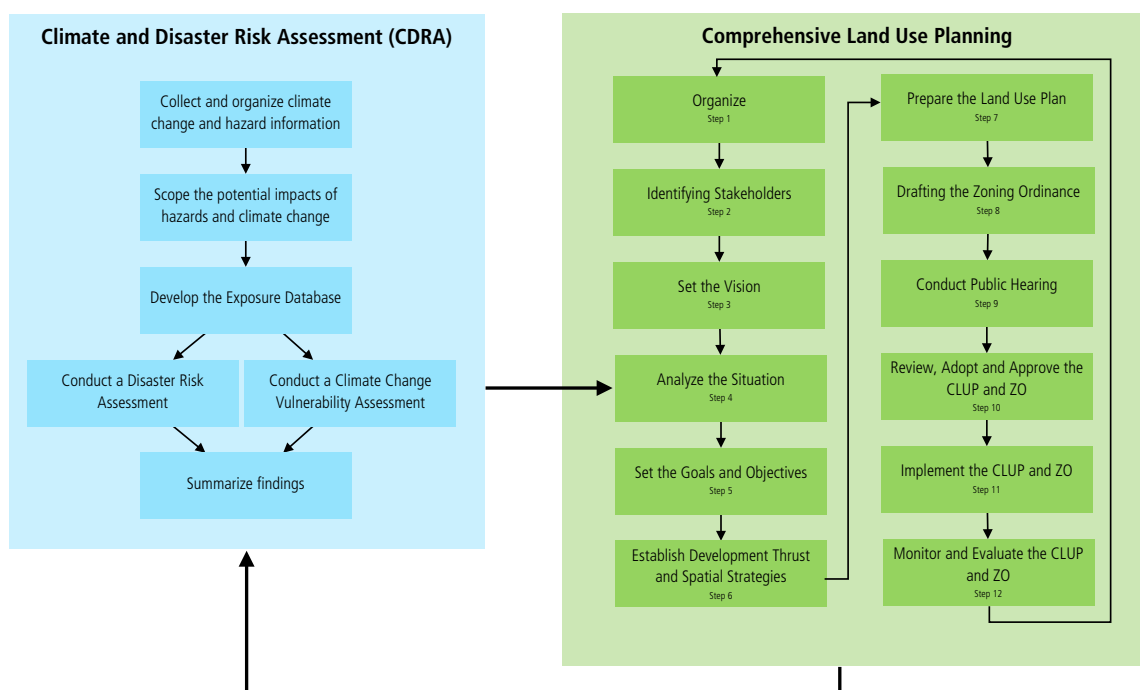 Climate and Disaster Risk Assessment (CDRA)
Collect and organize climate
change and hazard information
Scope the potential impacts of
hazards and climate change
Develop the Exposure Database
Conduct a Disaster Risk
Assessment
Conduct a Climate Change
Vulnerability Assessment
Summarize findings
Comprehensive Land Use Planning
Organize
Step 1
Identifying Stakeholders
Step 2
Set the Vision
Step 3
Analyze the Situation
Step 4
Set the Goals and Objectives
Step 5
Establish Development Thrust
and Spatial Strategies
Step 6
Prepare the Land Use Plan
Step 7
Drafting the Zoning Ordinance
Step 8
Conduct Public Hearing
Step 9
Review, Adopt and Approve the
CLUP and ZO
Step 10
Implement the CLUP and ZO
Step 11
Monitor and Evaluate the CLUP
and ZO
Step 12